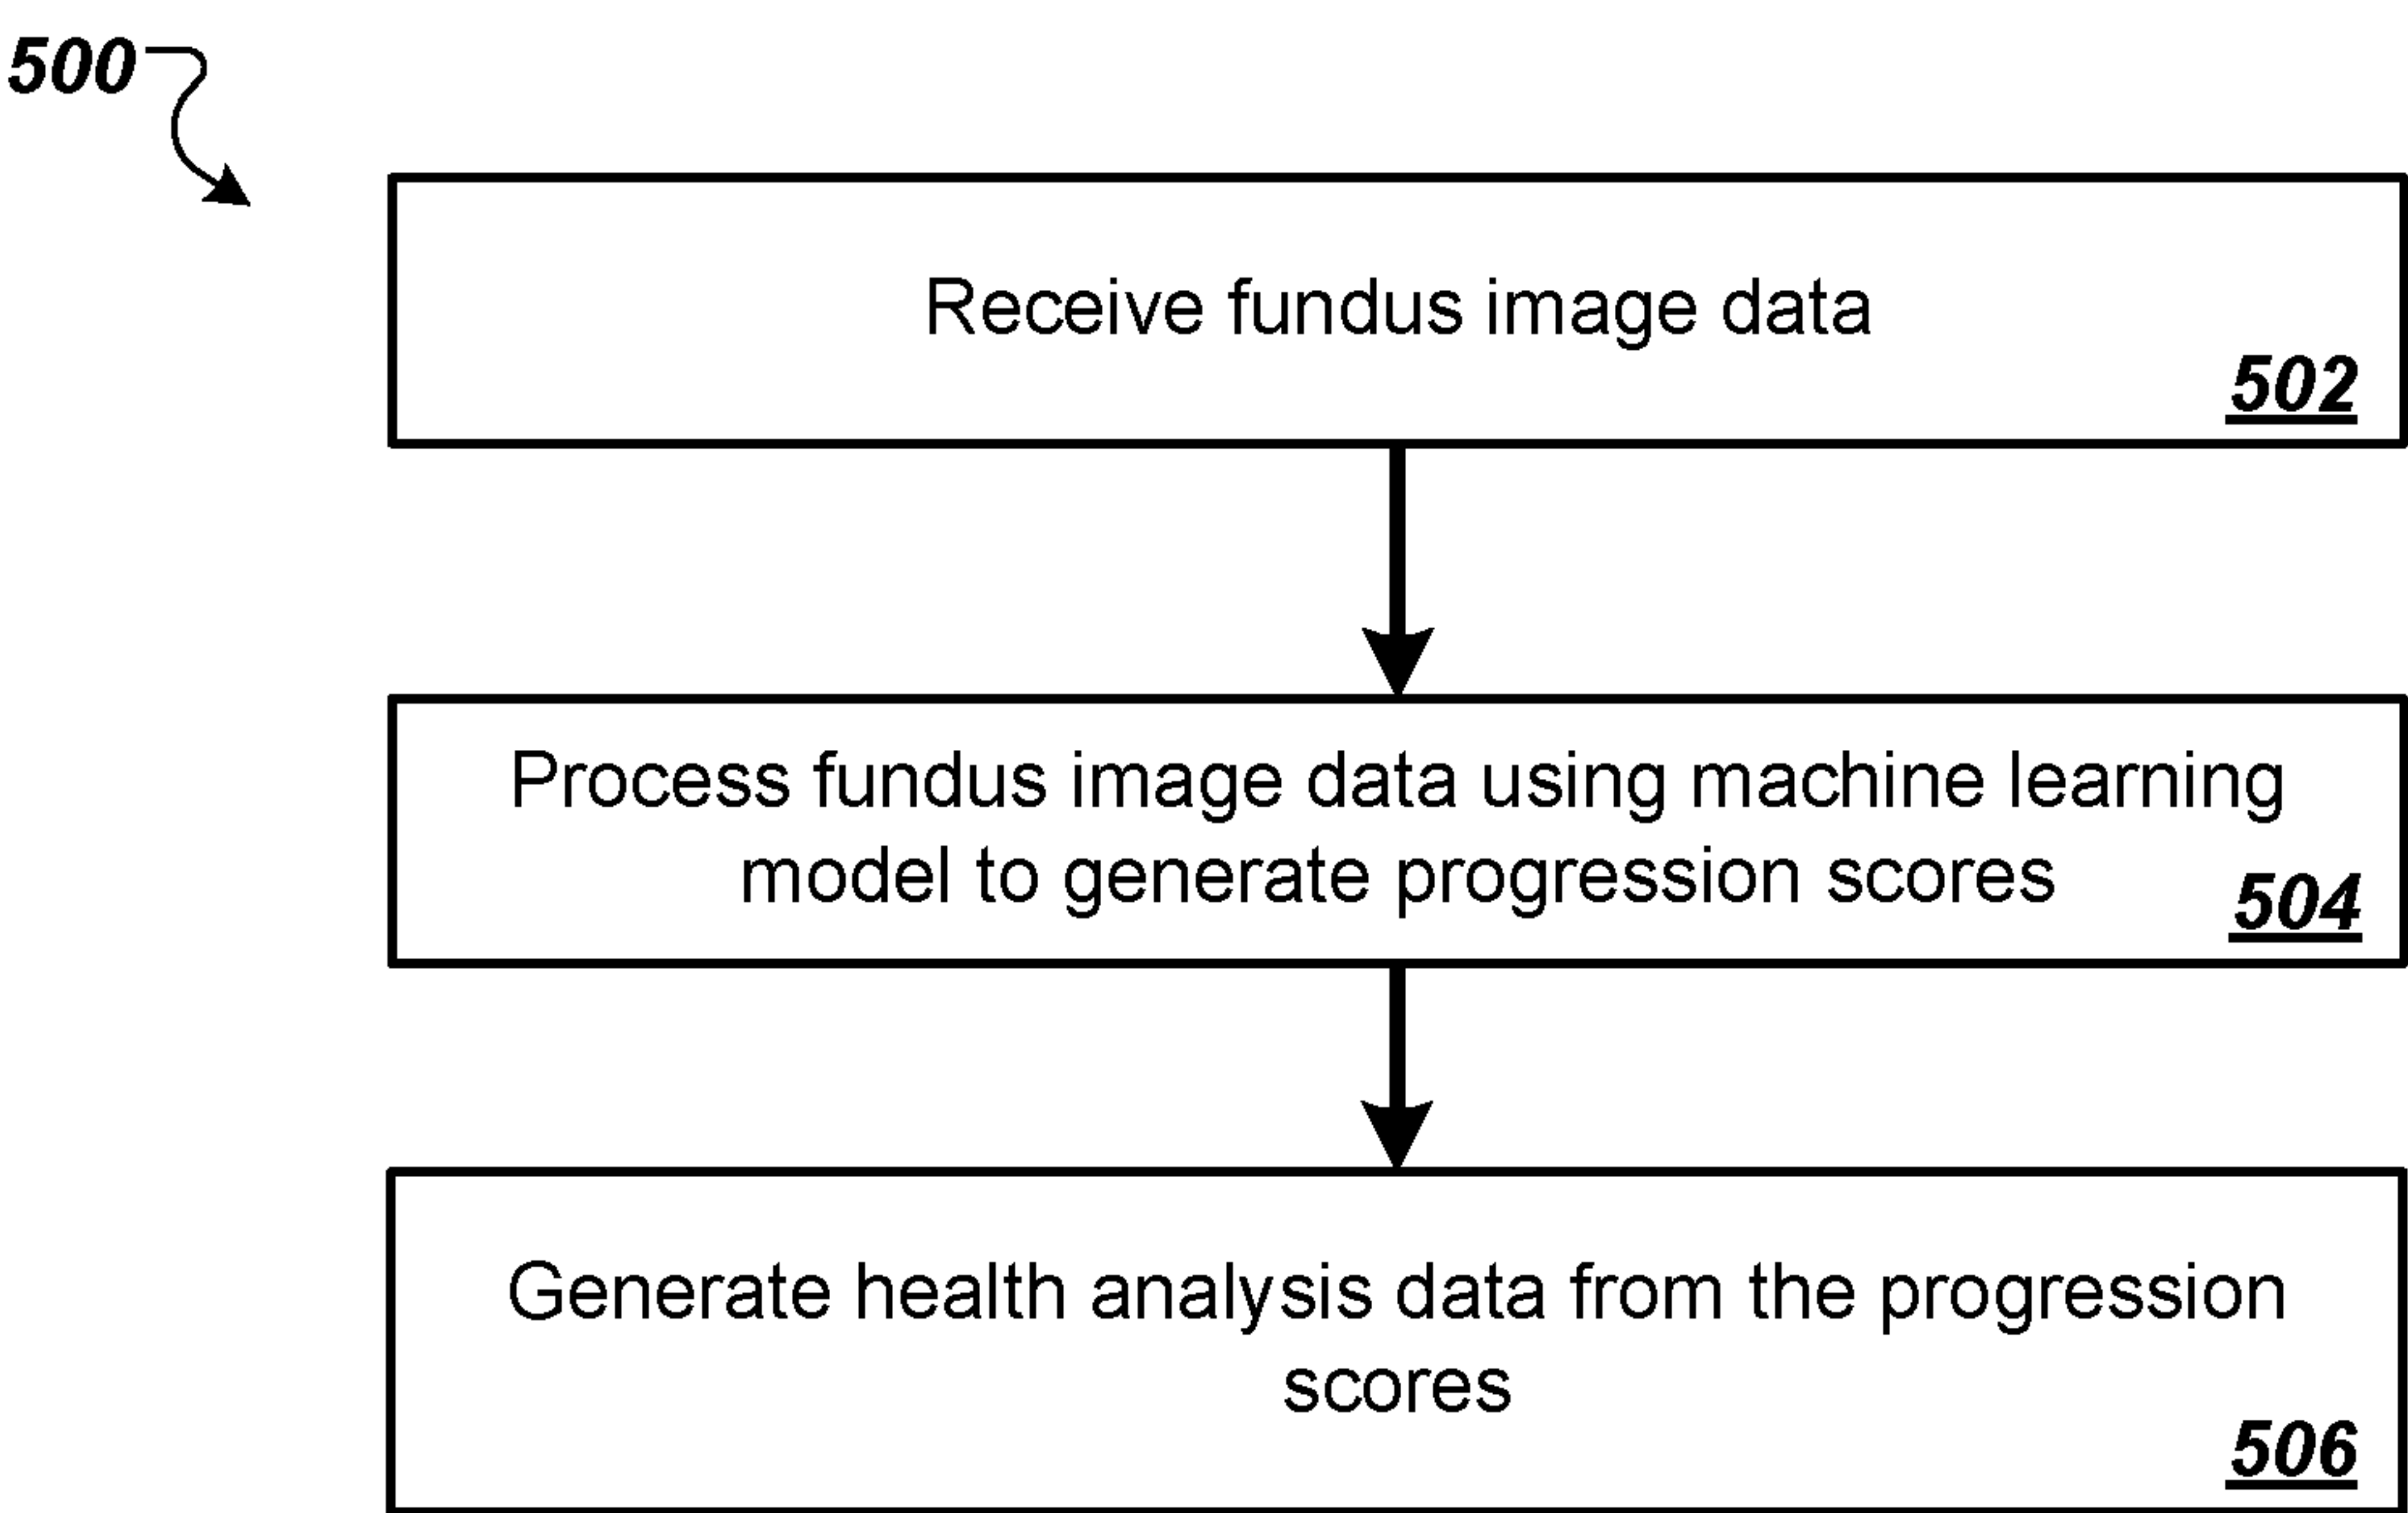 500
Receive fundus image data
502
Process fundus image data using machine learning
model to generate progression scores
504
Generate health analysis data from the progression
scores
506